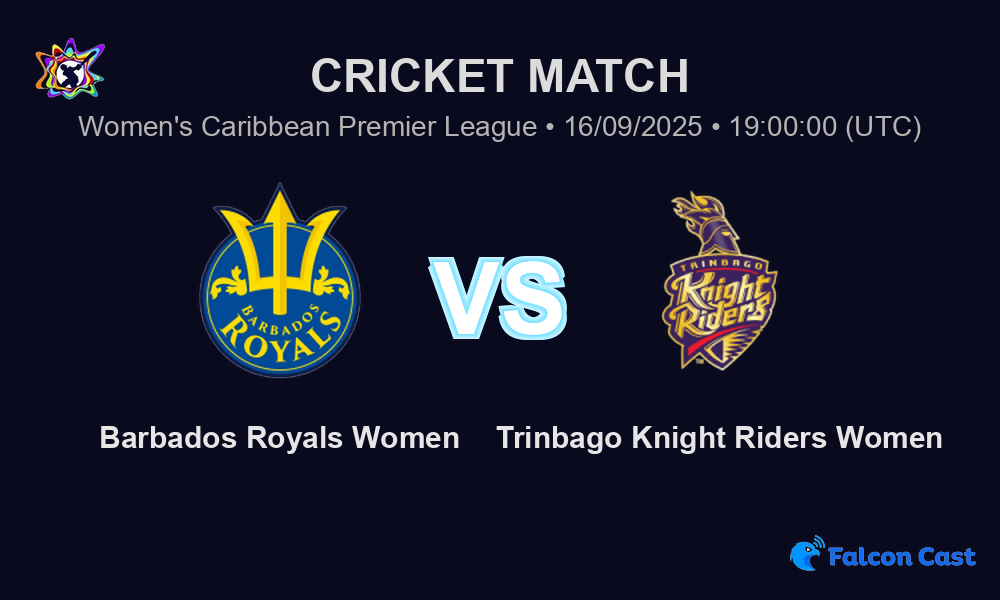 CRICKET MATCH
Women's Caribbean Premier League • 16/09/2025 • 19:00:00 (UTC)
BARBADOS
ROYALS
VS
TRINBAGO
Knight
Riders
TM
Barbados Royals Women
Trinbago Knight Riders Women
Falcon Cast